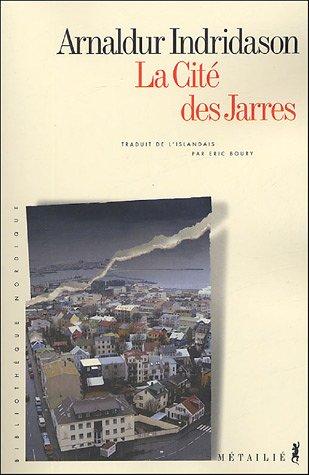 Arnaldur Indridason
La Cité
des Jarres
TRADUIT DE L'ISLANDAIS
PAR ERIC BOURY
BIBLIOTHÈQUE NORDIQUE
MÉTAILIÉ